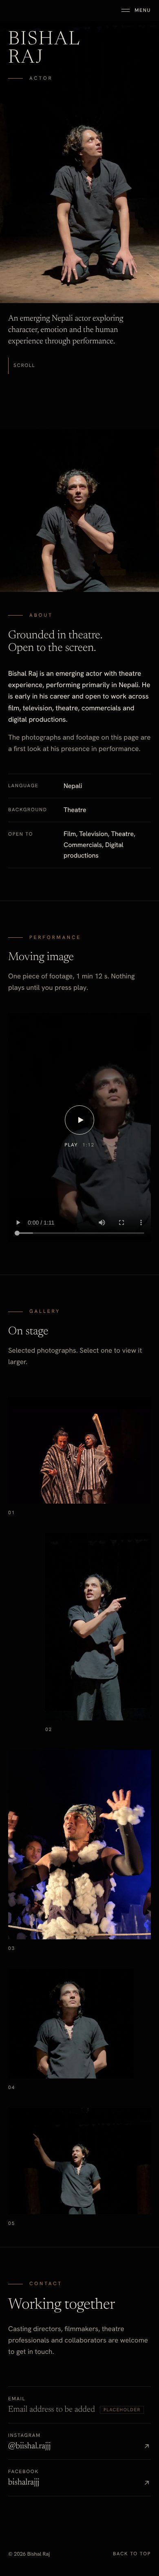 MENU
BISHAL
RAJ
ACTOR
An emerging Nepali actor exploring
character, emotion and the human
experience through performance.
SCROLL
ABOUT
Grounded in theatre.
Open to the screen.
Bishal Raj is an emerging actor with theatre
experience, performing primarily in Nepali. He
is early in his career and open to work across
film, television, theatre, commercials and
digital productions.
The photographs and footage on this page are
a first look at his presence in performance.
LANGUAGE Nepali
BACKGROUND Theatre
OPEN TO Film, Television, Theatre,
Commercials, Digital
productions
PERFORMANCE
Moving image
One piece of footage, 1 min 12 s. Nothing
plays until you press play.
PLAY 1:12
0:00 / 1:11
GALLERY
On stage
Selected photographs. Select one to view it
larger.
01
02
03
04
05
CONTACT
Working together
Casting directors, filmmakers, theatre
professionals and collaborators are welcome
to get in touch.
EMAIL
Email address to be added PLACEHOLDER
INSTAGRAM
@biishal.rajjj
FACEBOOK
bishalrajjj
© 2026 Bishal Raj BACK TO TOP